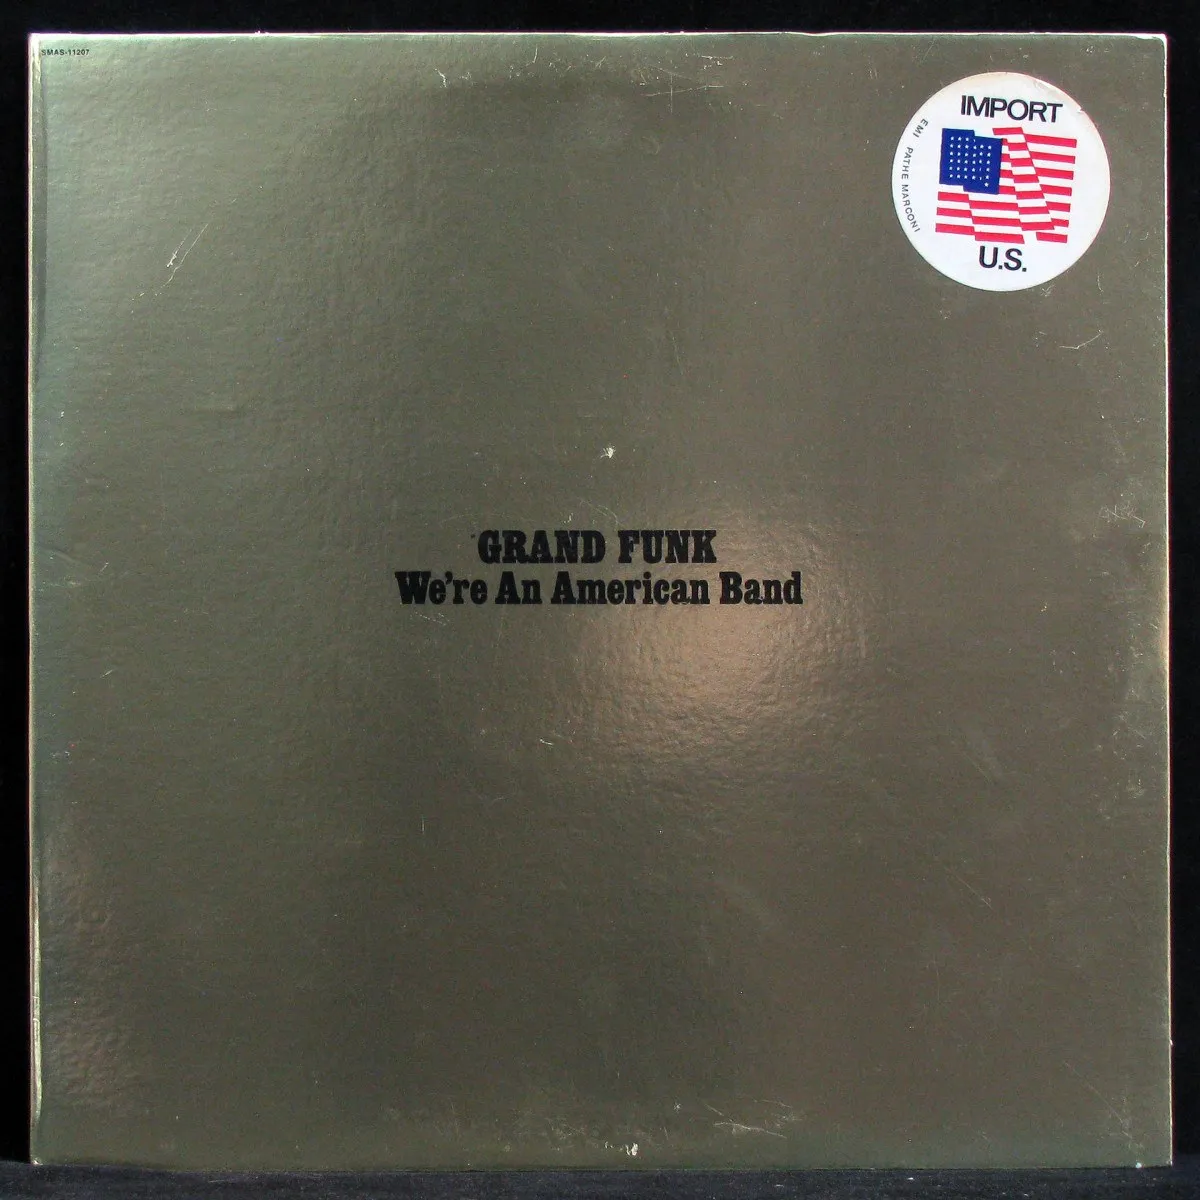 SMAS-11207
IMPORT
EMI PATHE MARCONI
U.S.
GRAND FUNK
We're An American Band